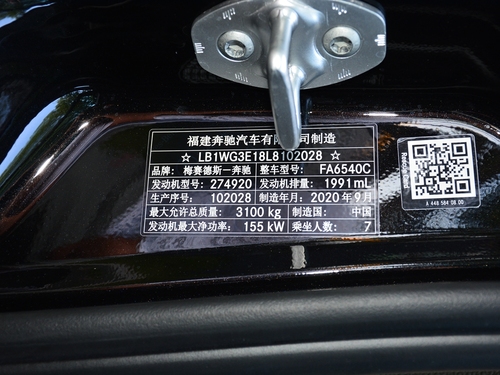 福建奔驰汽车有限公司制造
☆ LB1WG3E18L8102028 ☆
品牌：梅赛德斯－奔驰 整车型号： FA6540C
发动机型号：274920 发动机排量：1991mL
生产序号： 102028 制造年月：2020年9月
最大允许总质量： 3100 kg 制造国： 中国
发动机最大净功率： 155 kW 乘坐人数： 7
A 448 584 06 00